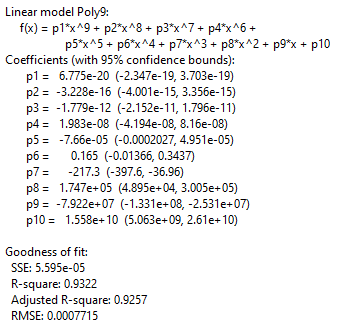 Linear model Poly9:
f(x) = p1*x^9 + p2*x^8 + p3*x^7 + p4*x^6 +
p5*x^5 + p6*x^4 + p7*x^3 + p8*x^2 + p9*x + p10
Coefficients (with 95% confidence bounds):
p1 = 6.775e-20 (-2.347e-19, 3.703e-19)
p2 = -3.228e-16 (-4.001e-15, 3.356e-15)
p3 = -1.779e-12 (-2.152e-11, 1.796e-11)
p4 = 1.983e-08 (-4.194e-08, 8.16e-08)
p5 = -7.66e-05 (-0.0002027, 4.951e-05)
p6 = 0.165 (-0.01366, 0.3437)
p7 = -217.3 (-397.6, -36.96)
p8 = 1.747e+05 (4.895e+04, 3.005e+05)
p9 = -7.922e+07 (-1.331e+08, -2.531e+07)
p10 = 1.558e+10 (5.063e+09, 2.61e+10)
Goodness of fit:
SSE: 5.595e-05
R-square: 0.9322
Adjusted R-square: 0.9257
RMSE: 0.0007715